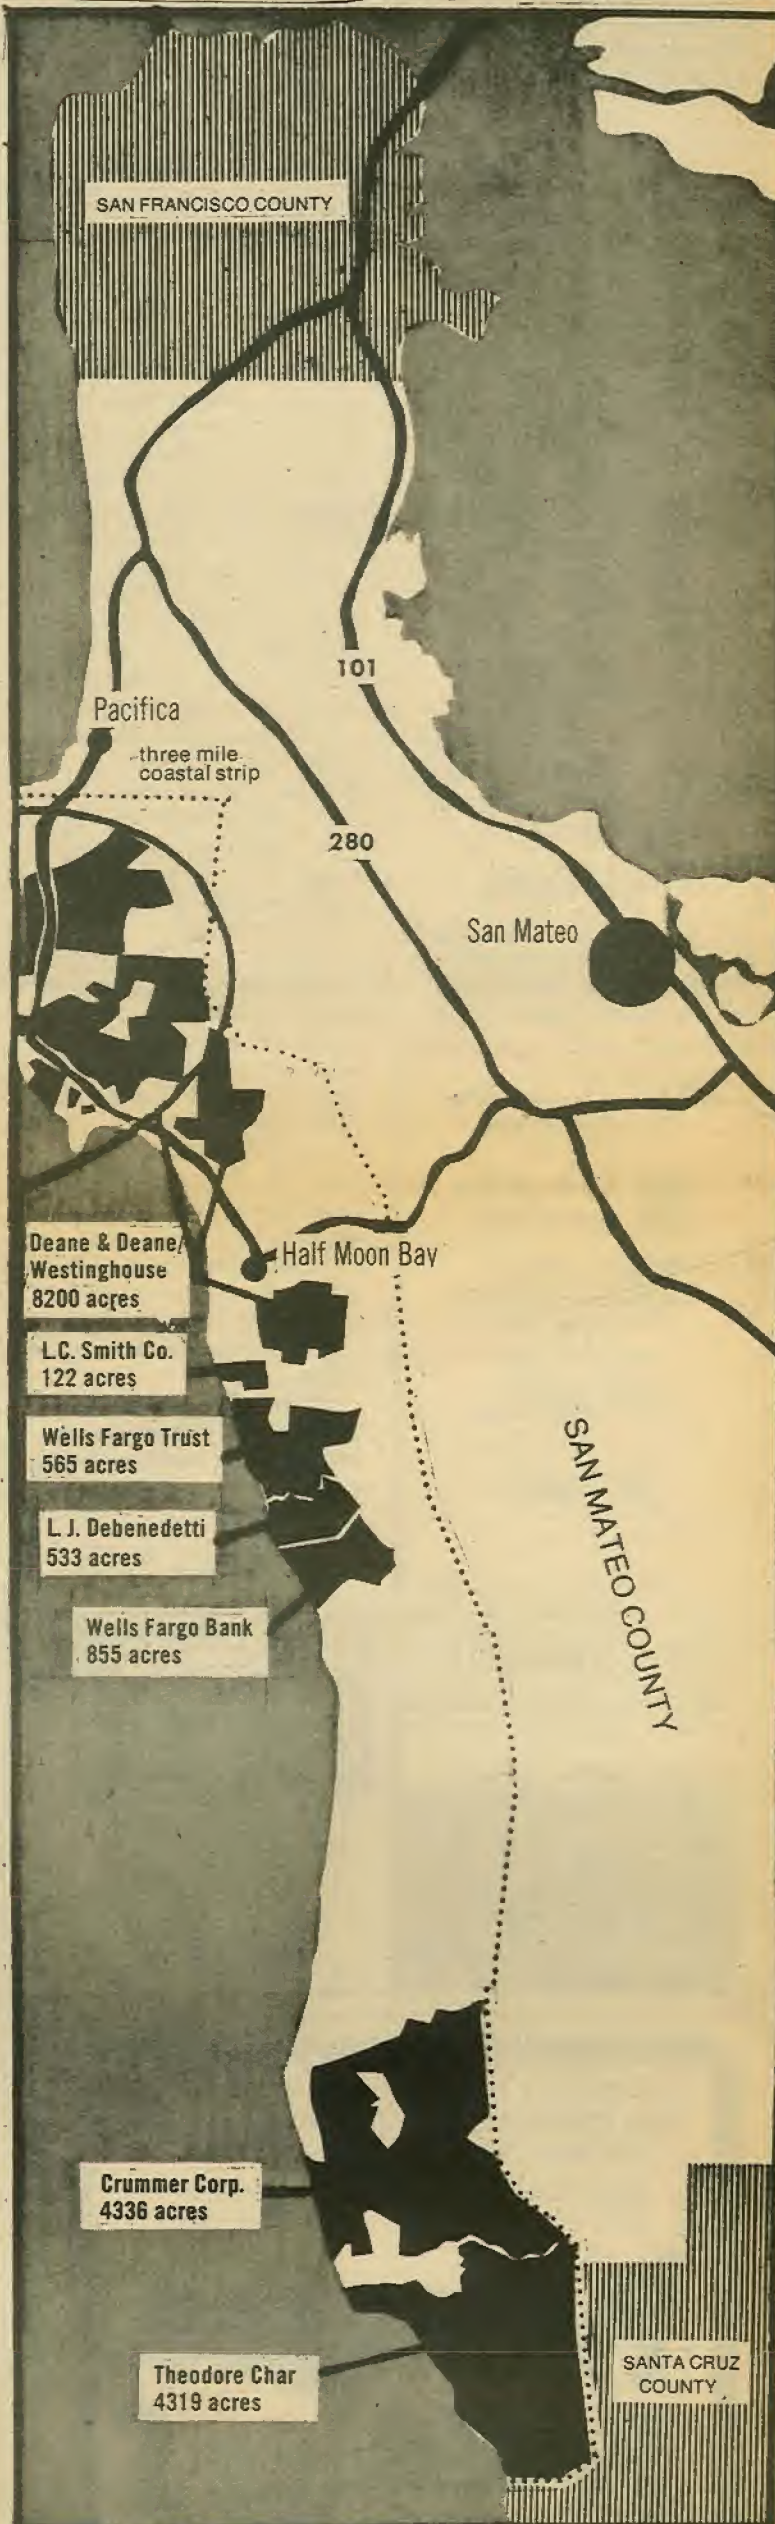 SAN FRANCISCO COUNTY
101
Pacifica
three mile
coastal strip
280
San Mateo
Deane & Deane/
Westinghouse
8200 acres
Half Moon Bay
L.C. Smith Co.
122 acres
Wells Fargo Trust
565 acres
SAN MATEO COUNTY
L. J. Debenedetti
533 acres
Wells Fargo Bank
855 acres
Crummer Corp.
4336 acres
Theodore Char
4319 acres
SANTA CRUZ
COUNTY